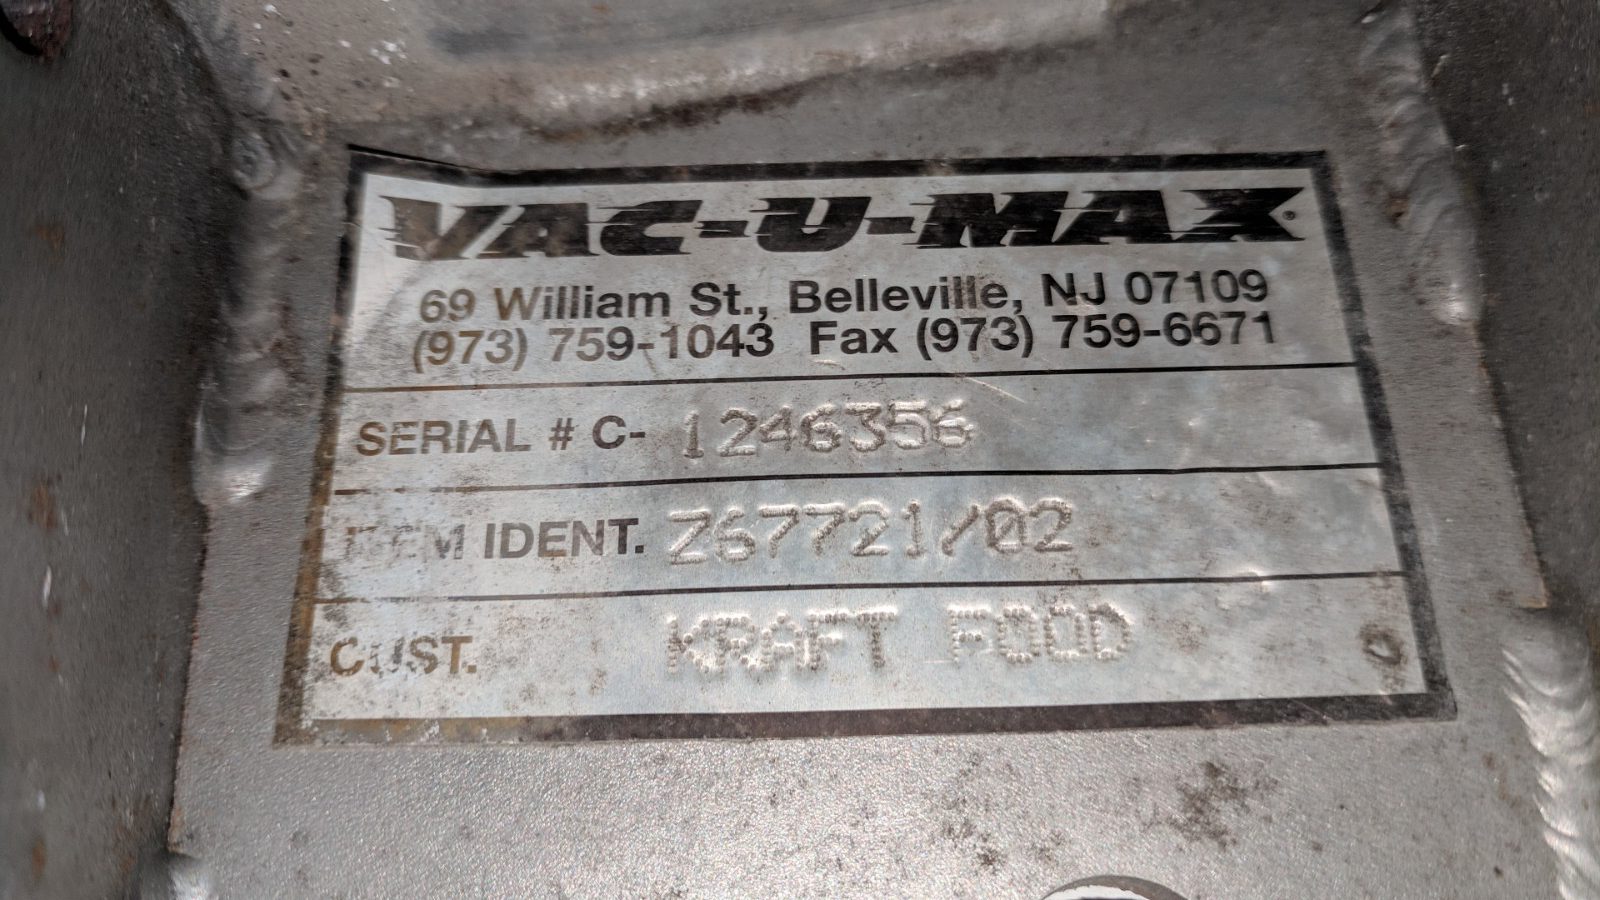 VAC-U-MAX
69 William St., Belleville, NJ 07109
(973) 759-1043 Fax (973) 759-6671
SERIAL # C- 1246356
ITEM IDENT. Z67721/02
CUST. KRAFT FOOD